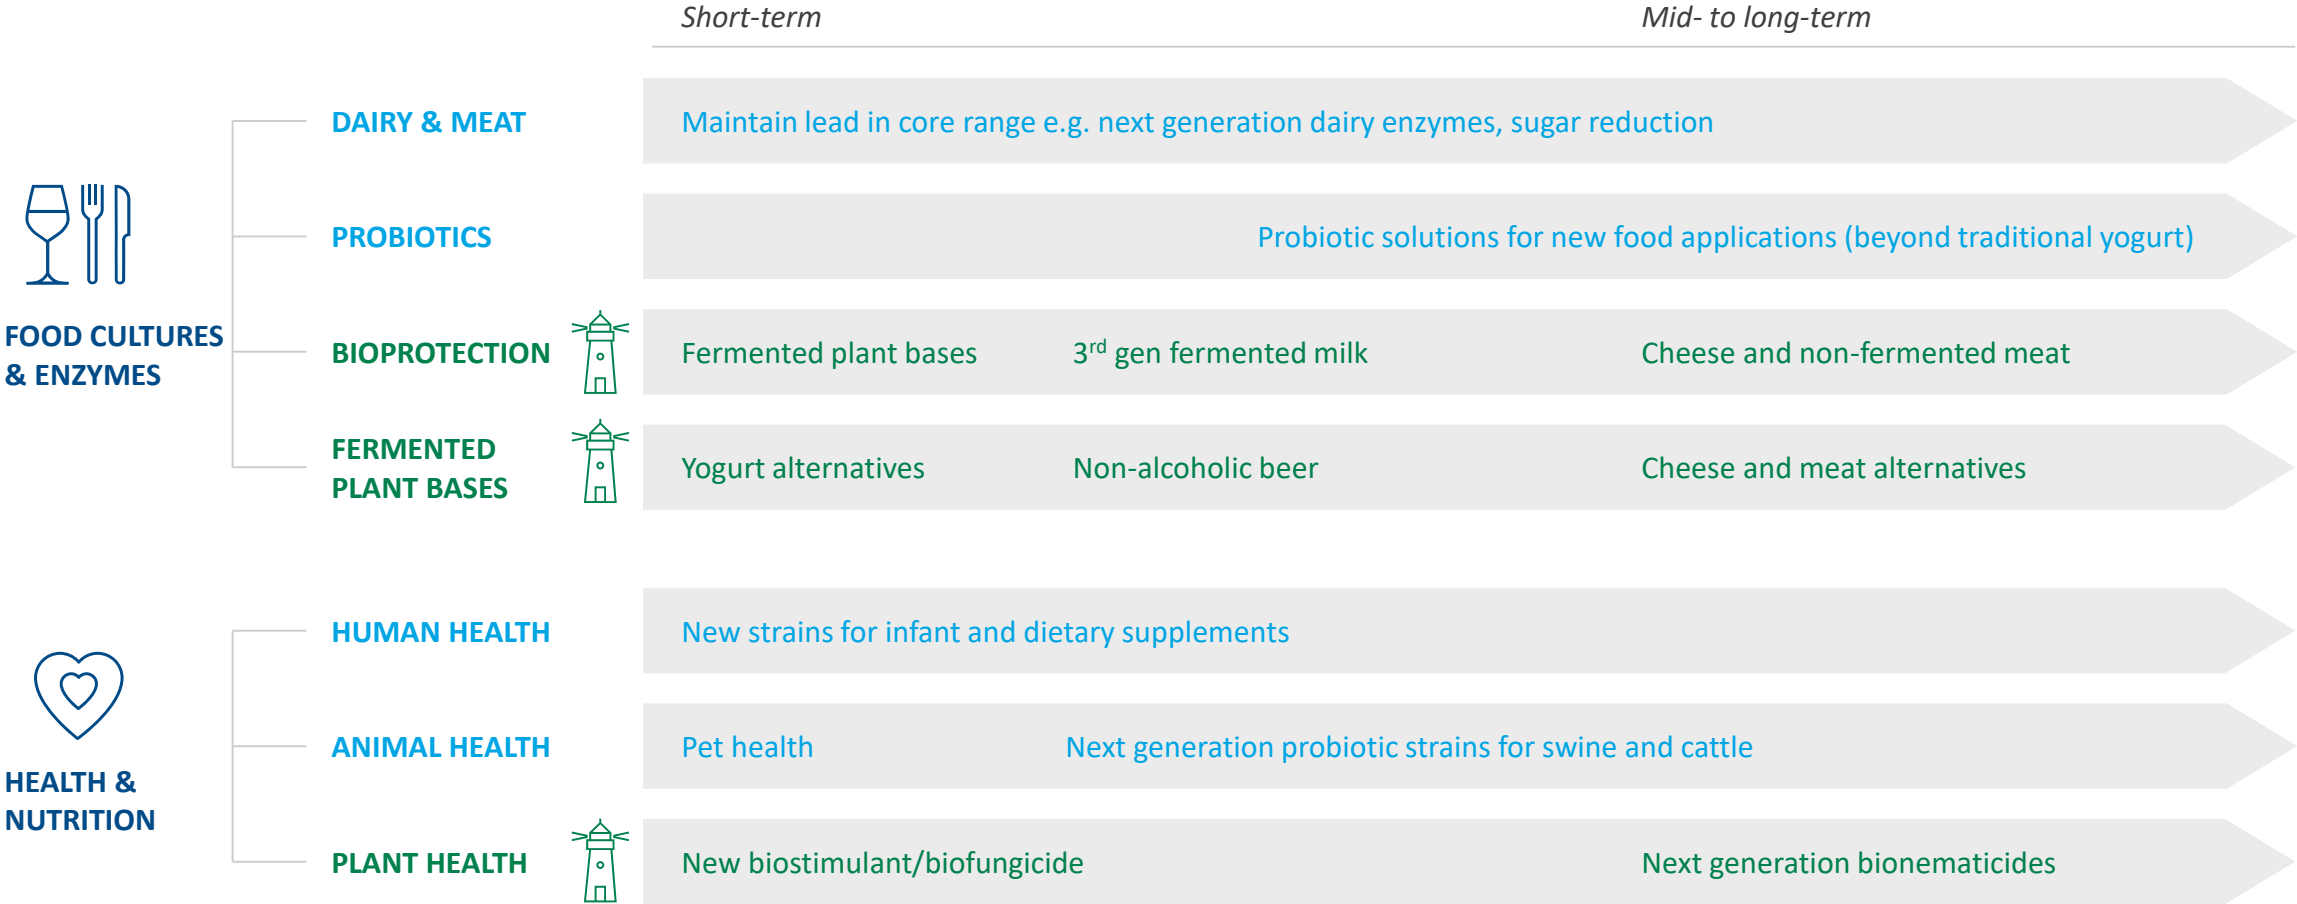 Short-term
Mid- to long-term
DAIRY & MEAT
Maintain lead in core range e.g. next generation dairy enzymes, sugar reduction
PROBIOTICS
Probiotic solutions for new food applications (beyond traditional yogurt)
FOOD CULTURES
& ENZYMES
BIOPROTECTION
Fermented plant bases
3rd gen fermented milk
Cheese and non-fermented meat
FERMENTED
PLANT BASES
Yogurt alternatives
Non-alcoholic beer
Cheese and meat alternatives
HUMAN HEALTH
New strains for infant and dietary supplements
HEALTH &
NUTRITION
ANIMAL HEALTH
Pet health
Next generation probiotic strains for swine and cattle
PLANT HEALTH
New biostimulant/biofungicide
Next generation bionematicides